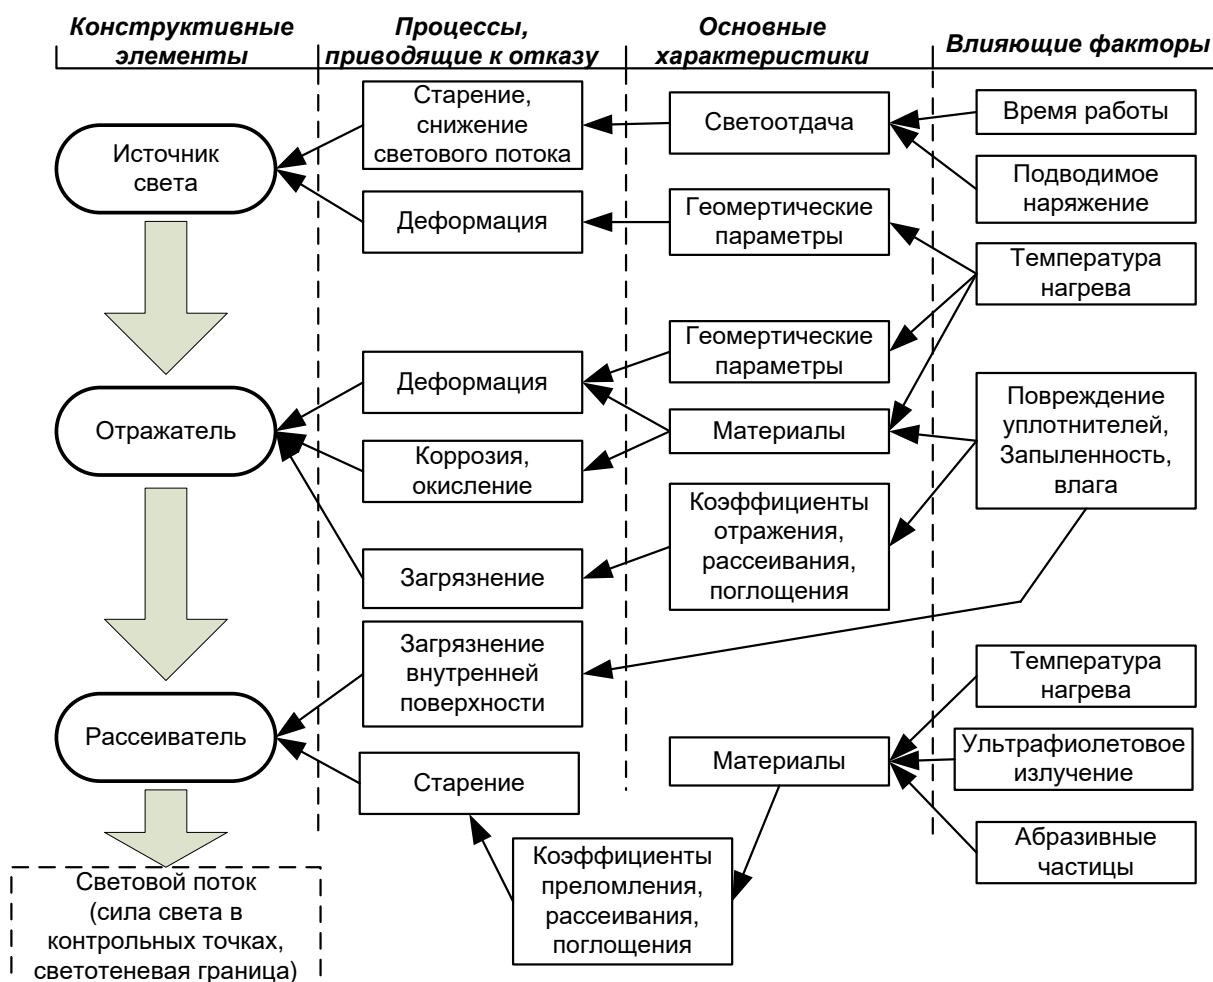 Конструктивные
элементы
Процессы,
приводящие к отказу
Основные
характеристики
Влияющие факторы
Источник
света
Старение,
снижение
светового потока
Светоотдача
Время работы
Подводимое
наряжение
Деформация
Геомертические
параметры
Температура
нагрева
Отражатель
Деформация
Геомертические
параметры
Материалы
Повреждение
уплотнителей,
Запыленность,
влага
Коррозия,
окисление
Коэффициенты
отражения,
рассеивания,
поглощения
Загрязнение
Загрязнение
внутренней
поверхности
Температура
нагрева
Рассеиватель
Материалы
Ультрафиолетовое
излучение
Старение
Абразивные
частицы
Коэффициенты
преломления,
рассеивания,
поглощения
Световой поток
(сила света в
контрольных точках,
светотеневая граница)